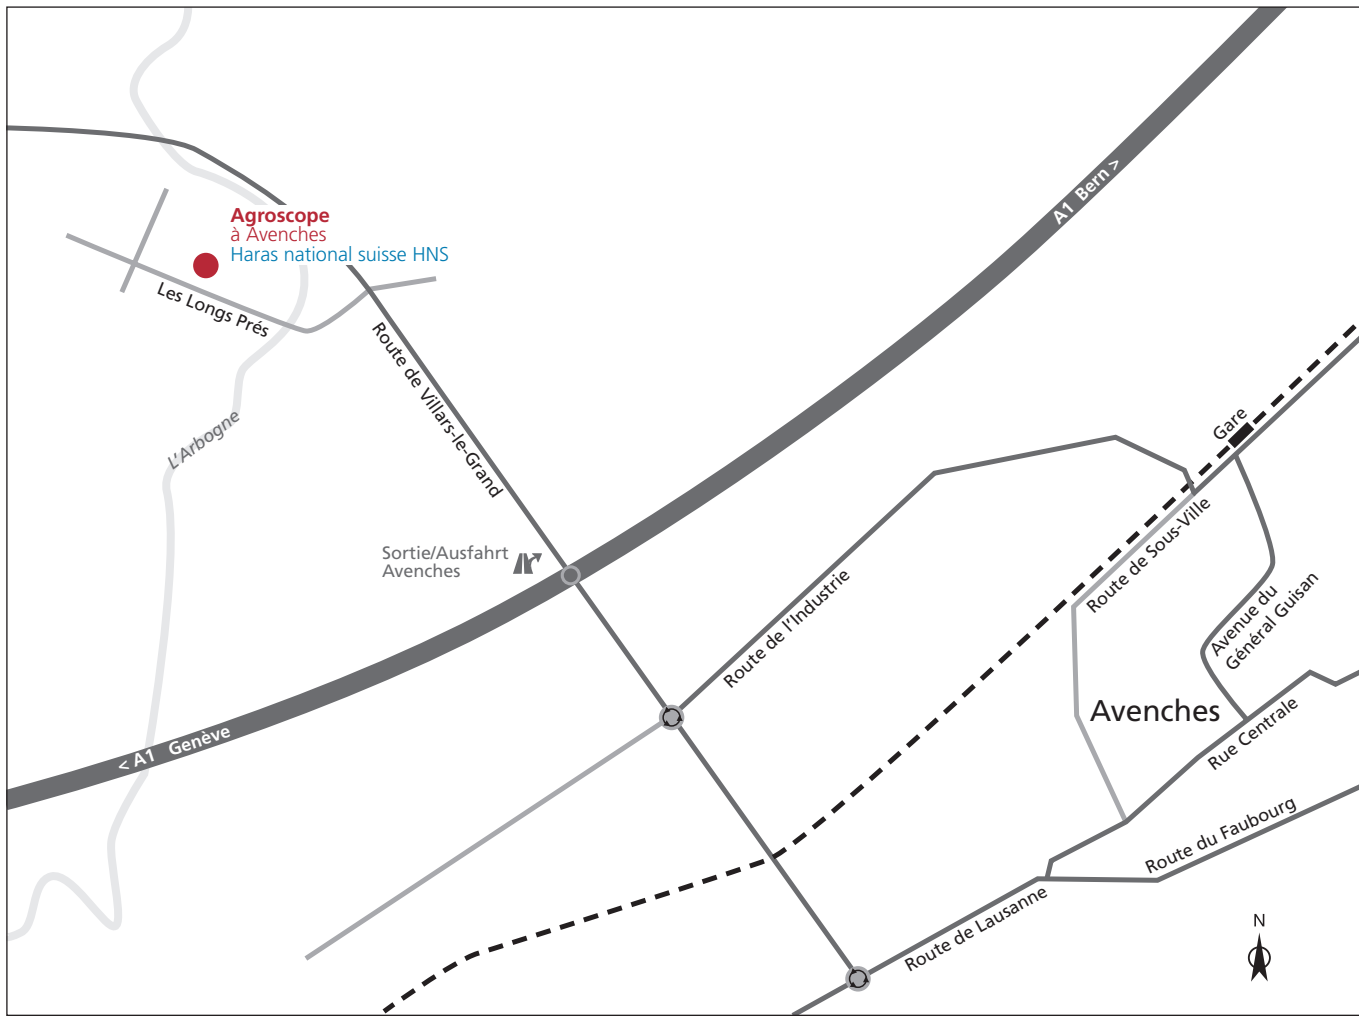 A1 Bern >
Agroscope
à Avenches
Haras national suisse HNS
Les Longs Prés
Route de Villars-le-Grand
L'Arbogne
Gare
Sortie/Ausfahrt
Avenches
Route de Sous-Ville
Route de l'Industrie
Avenue du
Général Guisan
Avenches
< A1 Genève
Rue Centrale
Route du Faubourg
Route de Lausanne
N